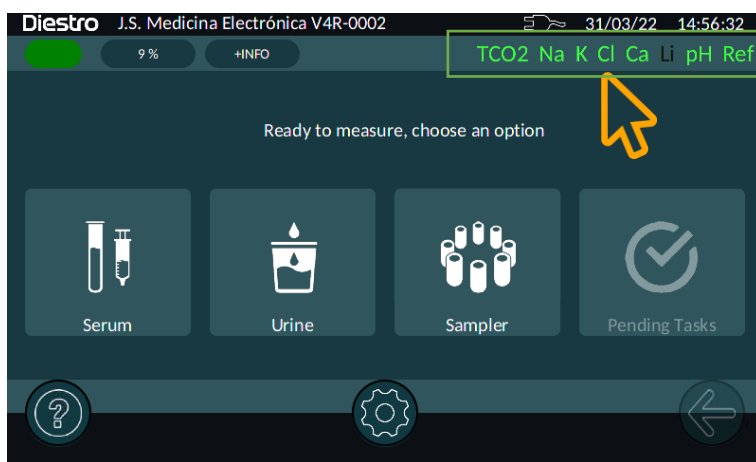 Diestro J.S. Medicina Electrónica V4R-0002 31/03/22 14:56:32
9 % +INFO TCO2 Na K Cl Ca Li pH Ref
Ready to measure, choose an option
Serum Urine Sampler Pending Tasks
?